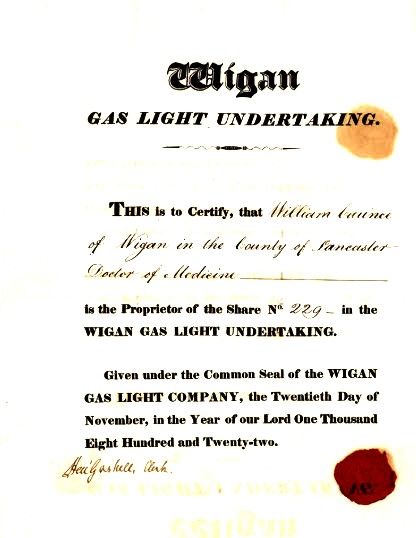 Wigan
GAS LIGHT UNDERTAKING.
THIS is to Certify, that William Caunce
of Wigan in the County of Lancaster
Doctor of Medicine
is the Proprietor of the Share No. 229 - in the
WIGAN GAS LIGHT UNDERTAKING.
Given under the Common Seal of the WIGAN
GAS LIGHT COMPANY, the Twentieth Day of
November, in the Year of our Lord One Thousand
Eight Hundred and Twenty-two.
Clerk.